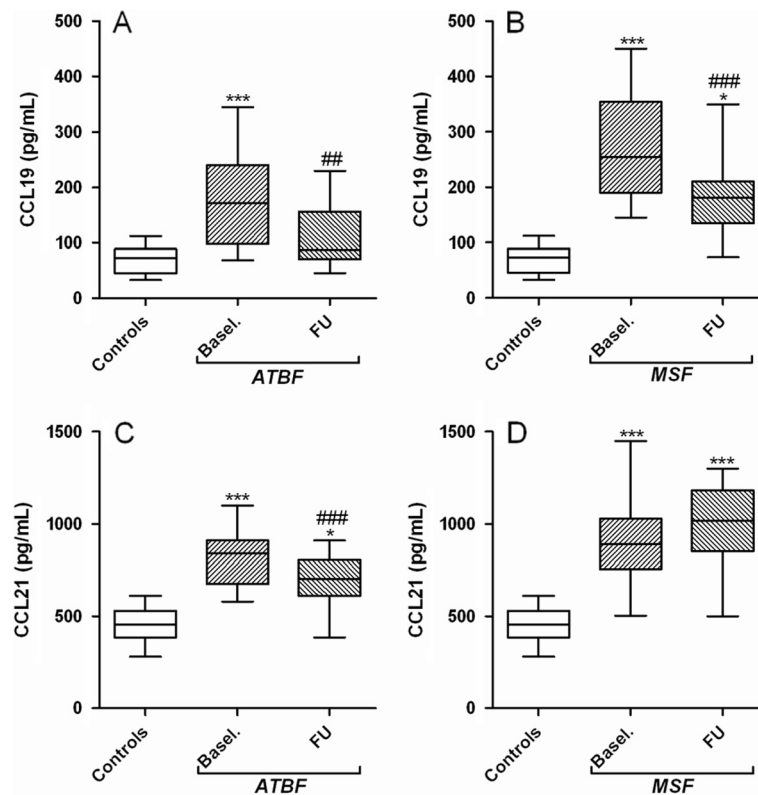 A
500
400
300
200
100
0
CCL19 (pg/mL)
***
##
Controls
Basel.
FU
ATBF
B
500
400
300
200
100
0
CCL19 (pg/mL)
***
###
*
Controls
Basel.
FU
MSF
C
1500
1000
500
0
CCL21 (pg/mL)
***
###
*
Controls
Basel.
FU
ATBF
D
1500
1000
500
0
CCL21 (pg/mL)
***
***
Controls
Basel.
FU
MSF